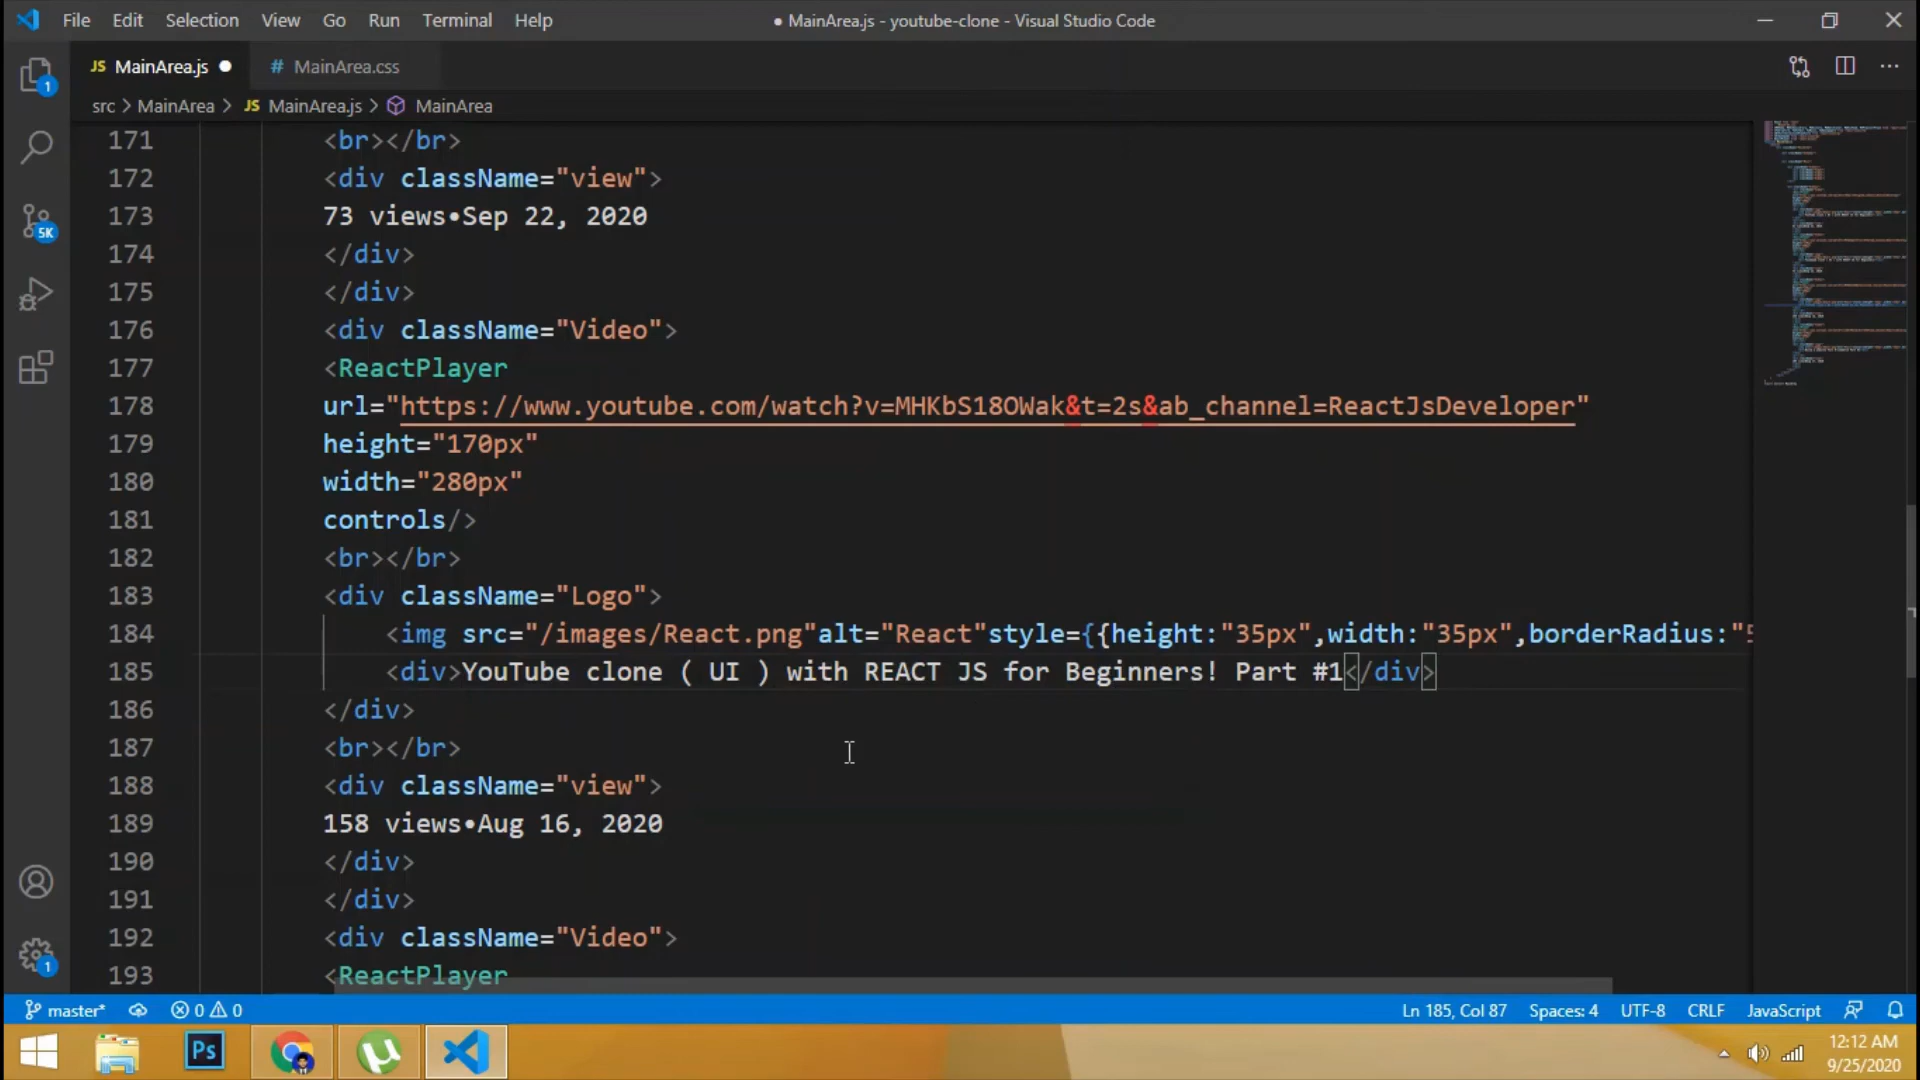 File Edit Selection View Go Run Terminal Help ● MainArea.js - youtube-clone - Visual Studio Code
JS MainArea.js ● # MainArea.css
src > MainArea > JS MainArea.js > MainArea
171 <br></br>
172 <div className="view">
173 73 views•Sep 22, 2020
174 </div>
175 </div>
176 <div className="Video">
177 <ReactPlayer
178 url="https://www.youtube.com/watch?v=MHKbS18OWak&t=2s&ab_channel=ReactJsDeveloper"
179 height="170px"
180 width="280px"
181 controls/>
182 <br></br>
183 <div className="Logo">
184 <img src="/images/React.png"alt="React"style={{height:"35px",width:"35px",borderRadius:"5
185 <div>YouTube clone ( UI ) with REACT JS for Beginners! Part #1</div>
186 </div>
187 <br></br>
188 <div className="view">
189 158 views•Aug 16, 2020
190 </div>
191 </div>
192 <div className="Video">
193 <ReactPlayer
1
5K
1
master* 0 0 Ln 185, Col 87 Spaces: 4 UTF-8 CRLF JavaScript
Ps
12:12 AM
9/25/2020